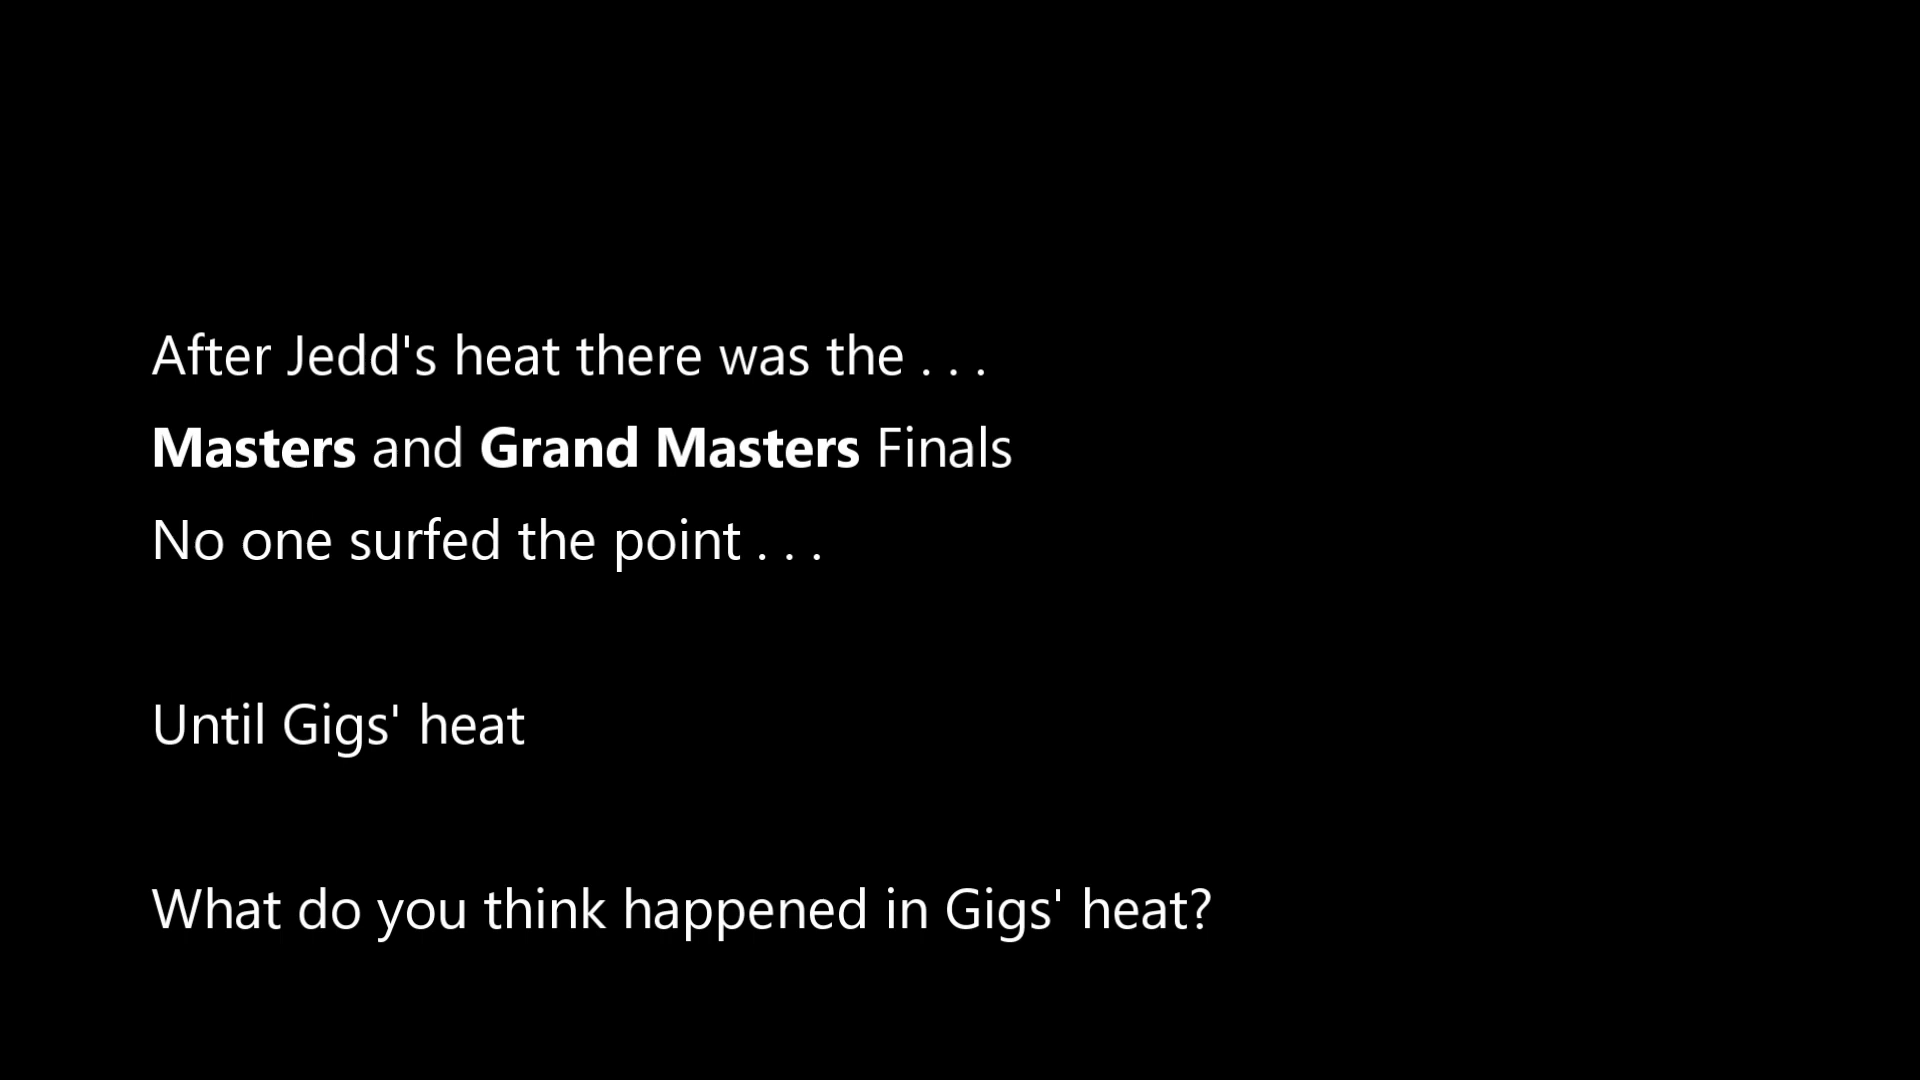 After Jedd's heat there was the . . .
Masters and Grand Masters Finals
No one surfed the point . . .
Until Gigs' heat
What do you think happened in Gigs' heat?